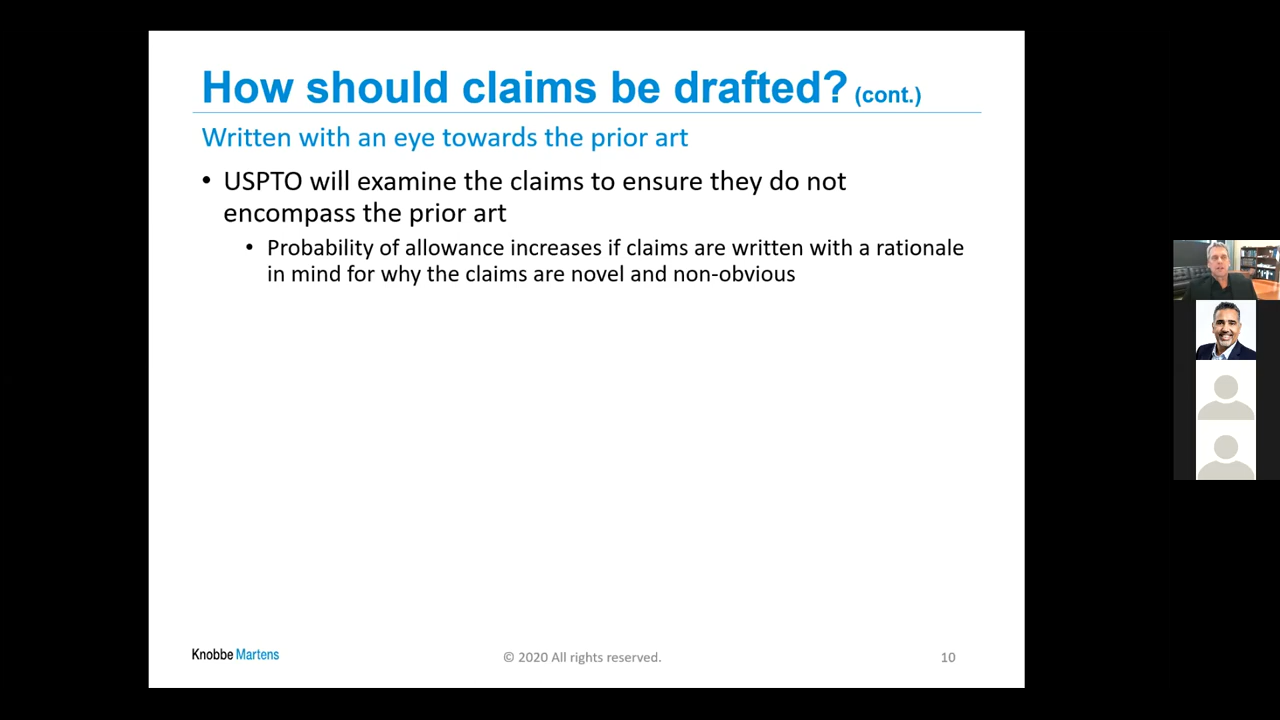 How should claims be drafted? (cont.)
Written with an eye towards the prior art
• USPTO will examine the claims to ensure they do not
encompass the prior art
• Probability of allowance increases if claims are written with a rationale
in mind for why the claims are novel and non-obvious
Knobbe Martens
© 2020 All rights reserved.
10